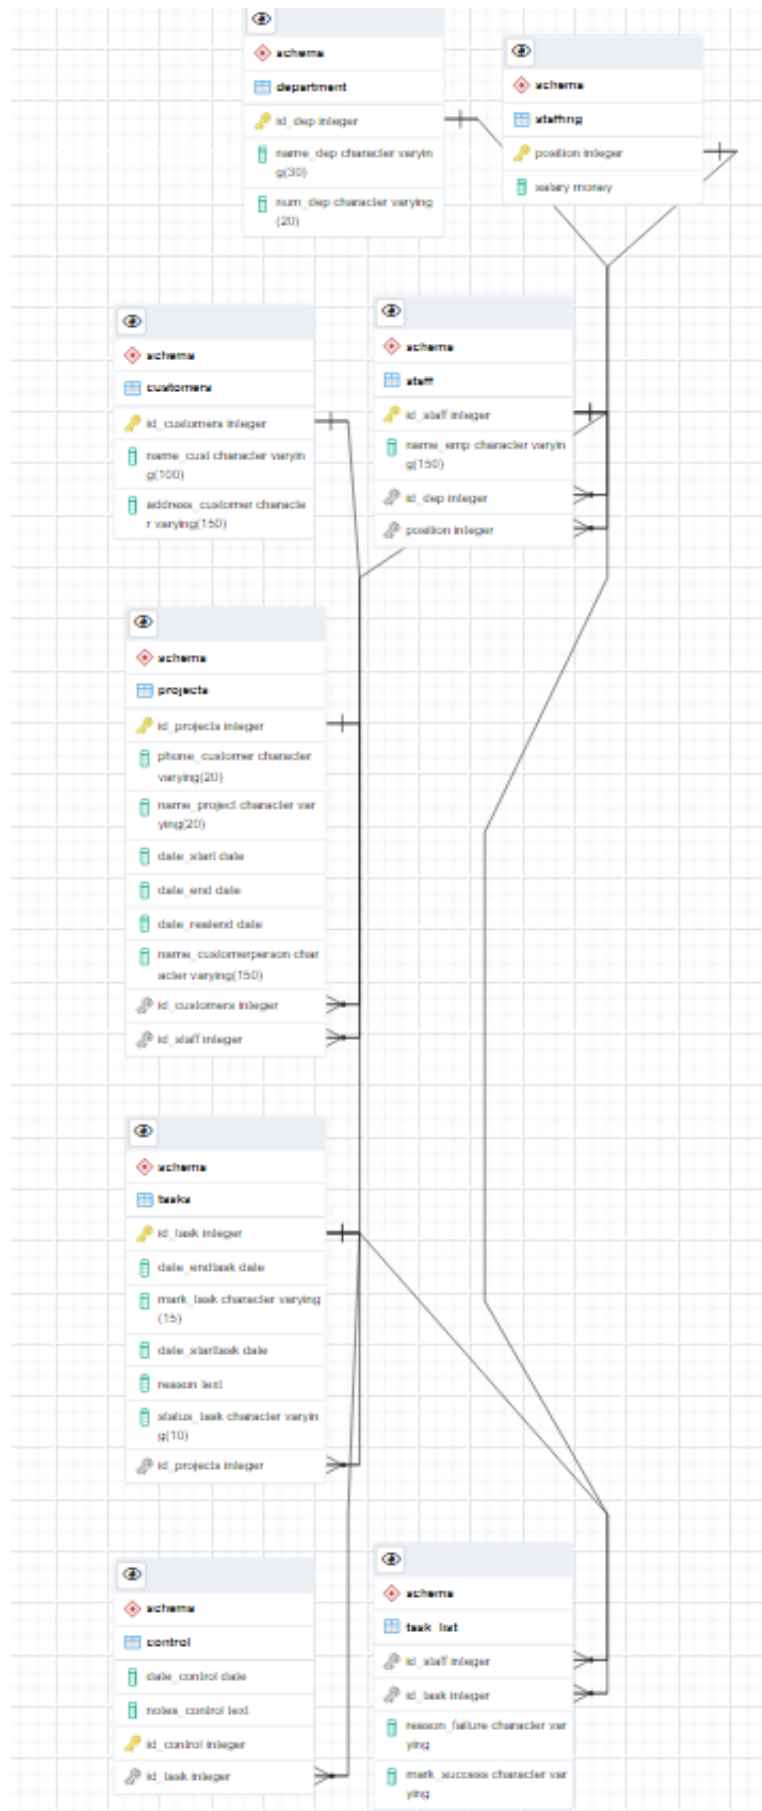 schema
department
id_dep integer
name_dep character varyin
g(30)
num_dep character varying
(20)
schema
staffing
position integer
salary money
schema
customers
id_customers integer
name_cust character varyin
g(100)
address_customer characte
r varying(150)
schema
staff
id_staff integer
name_emp character varyin
g(150)
id_dep integer
position integer
schema
projects
id_projects integer
phone_customer character
varying(20)
name_project character var
ying(20)
date_start date
date_end date
date_realend date
name_customerperson char
acter varying(150)
id_customers integer
id_staff integer
schema
tasks
id_task integer
date_endtask date
mark_task character varying
(15)
date_starttask date
reason text
status_task character varyin
g(10)
id_projects integer
schema
control
date_control date
notes_control text
id_control integer
id_task integer
schema
task_list
id_staff integer
id_task integer
reason_failure character var
ying
mark_success character var
ying